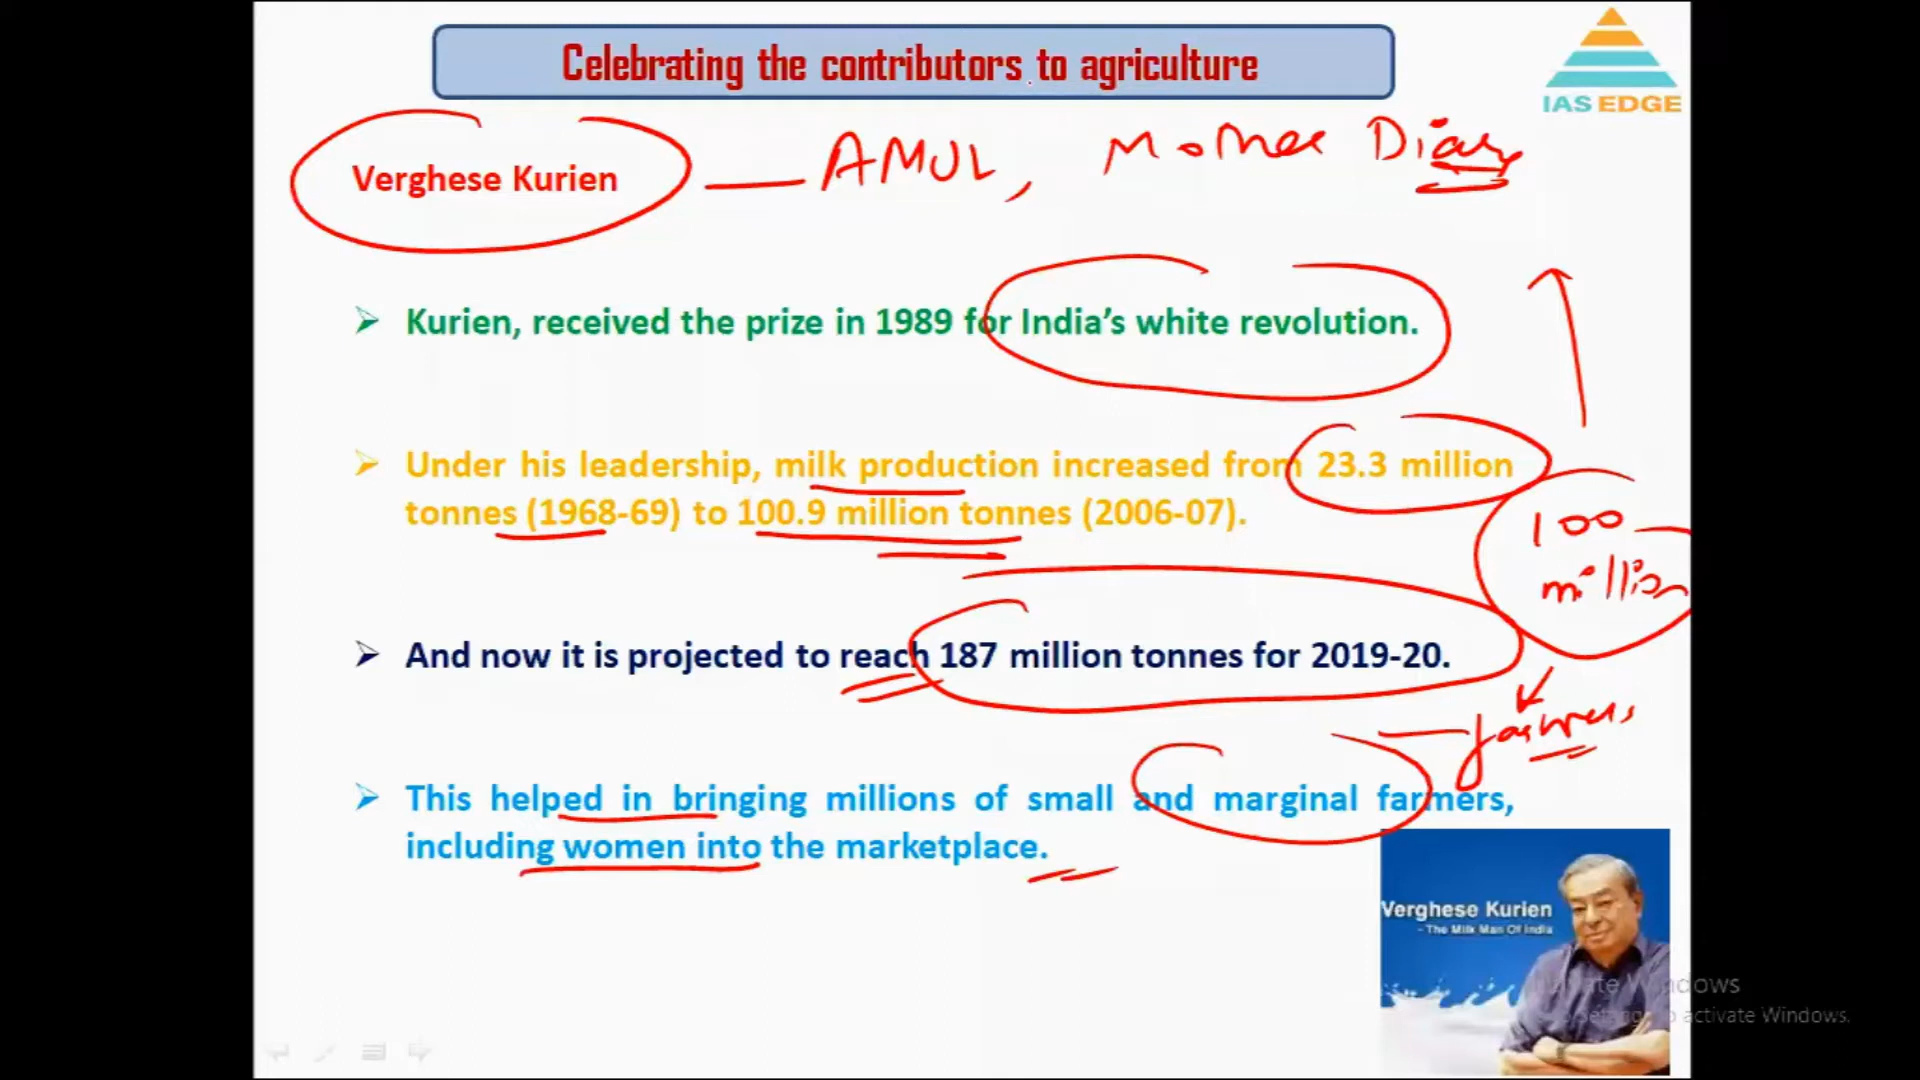 Celebrating the contributors to agriculture
IAS EDGE
Verghese Kurien
AMUL, Mother Diary
➢ Kurien, received the prize in 1989 for India’s white revolution.
➢ Under his leadership, milk production increased from 23.3 million
tonnes (1968-69) to 100.9 million tonnes (2006-07).
100
million
➢ And now it is projected to reach 187 million tonnes for 2019-20.
farmers
➢ This helped in bringing millions of small and marginal farmers,
including women into the marketplace.
Verghese Kurien
- The Milk Man Of India
Windows
activate Windows.